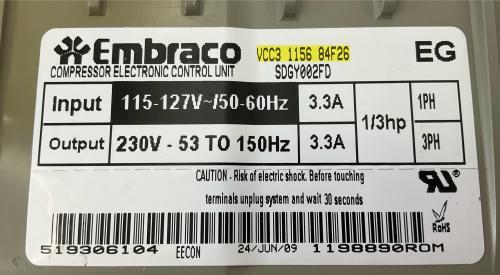 Embraco VCC3 1156 84F26 EG
COMPRESSOR ELECTRONIC CONTROL UNIT SDGY002FD
Input 115-127V~/50-60Hz 3.3A 1/3hp 1PH
Output 230V - 53 TO 150Hz 3.3A 3PH
CAUTION - Risk of electric shock. Before touching
terminals unplug system and wait 30 seconds
RoHS
519306104 EECON 24/JUN/09 1198890ROM